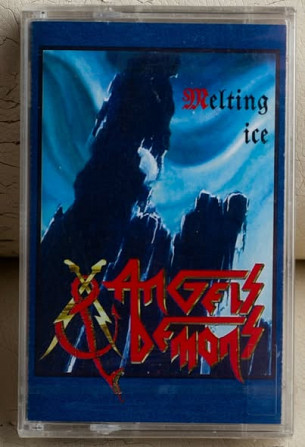 Melting
ice
ANGELS
DEMONS